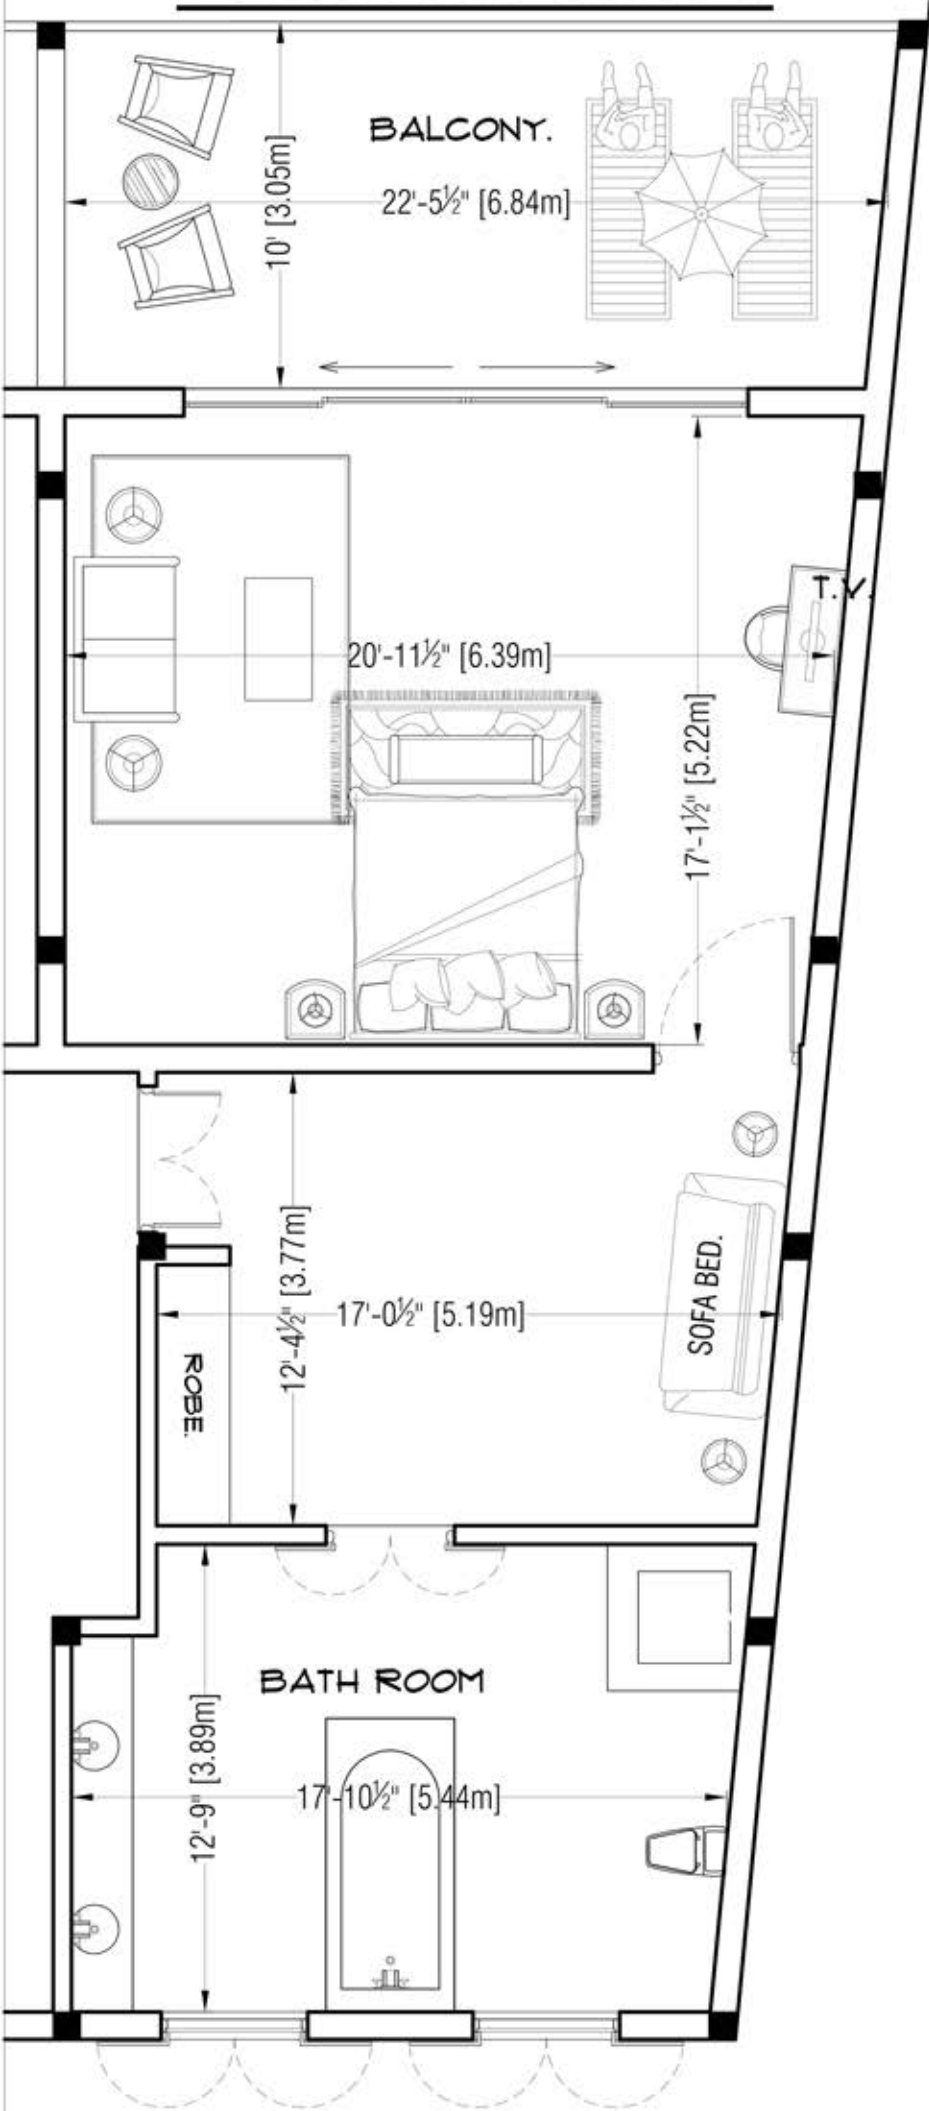 BALCONY.
10' [3.05m]
22'-5½" [6.84m]
T.V.
20'-11½" [6.39m]
17'-1½" [5.22m]
12'-4½" [3.77m]
17'-0½" [5.19m]
SOFA BED.
ROBE.
BATH ROOM
12'-9" [3.89m]
17'-10½" [5.44m]